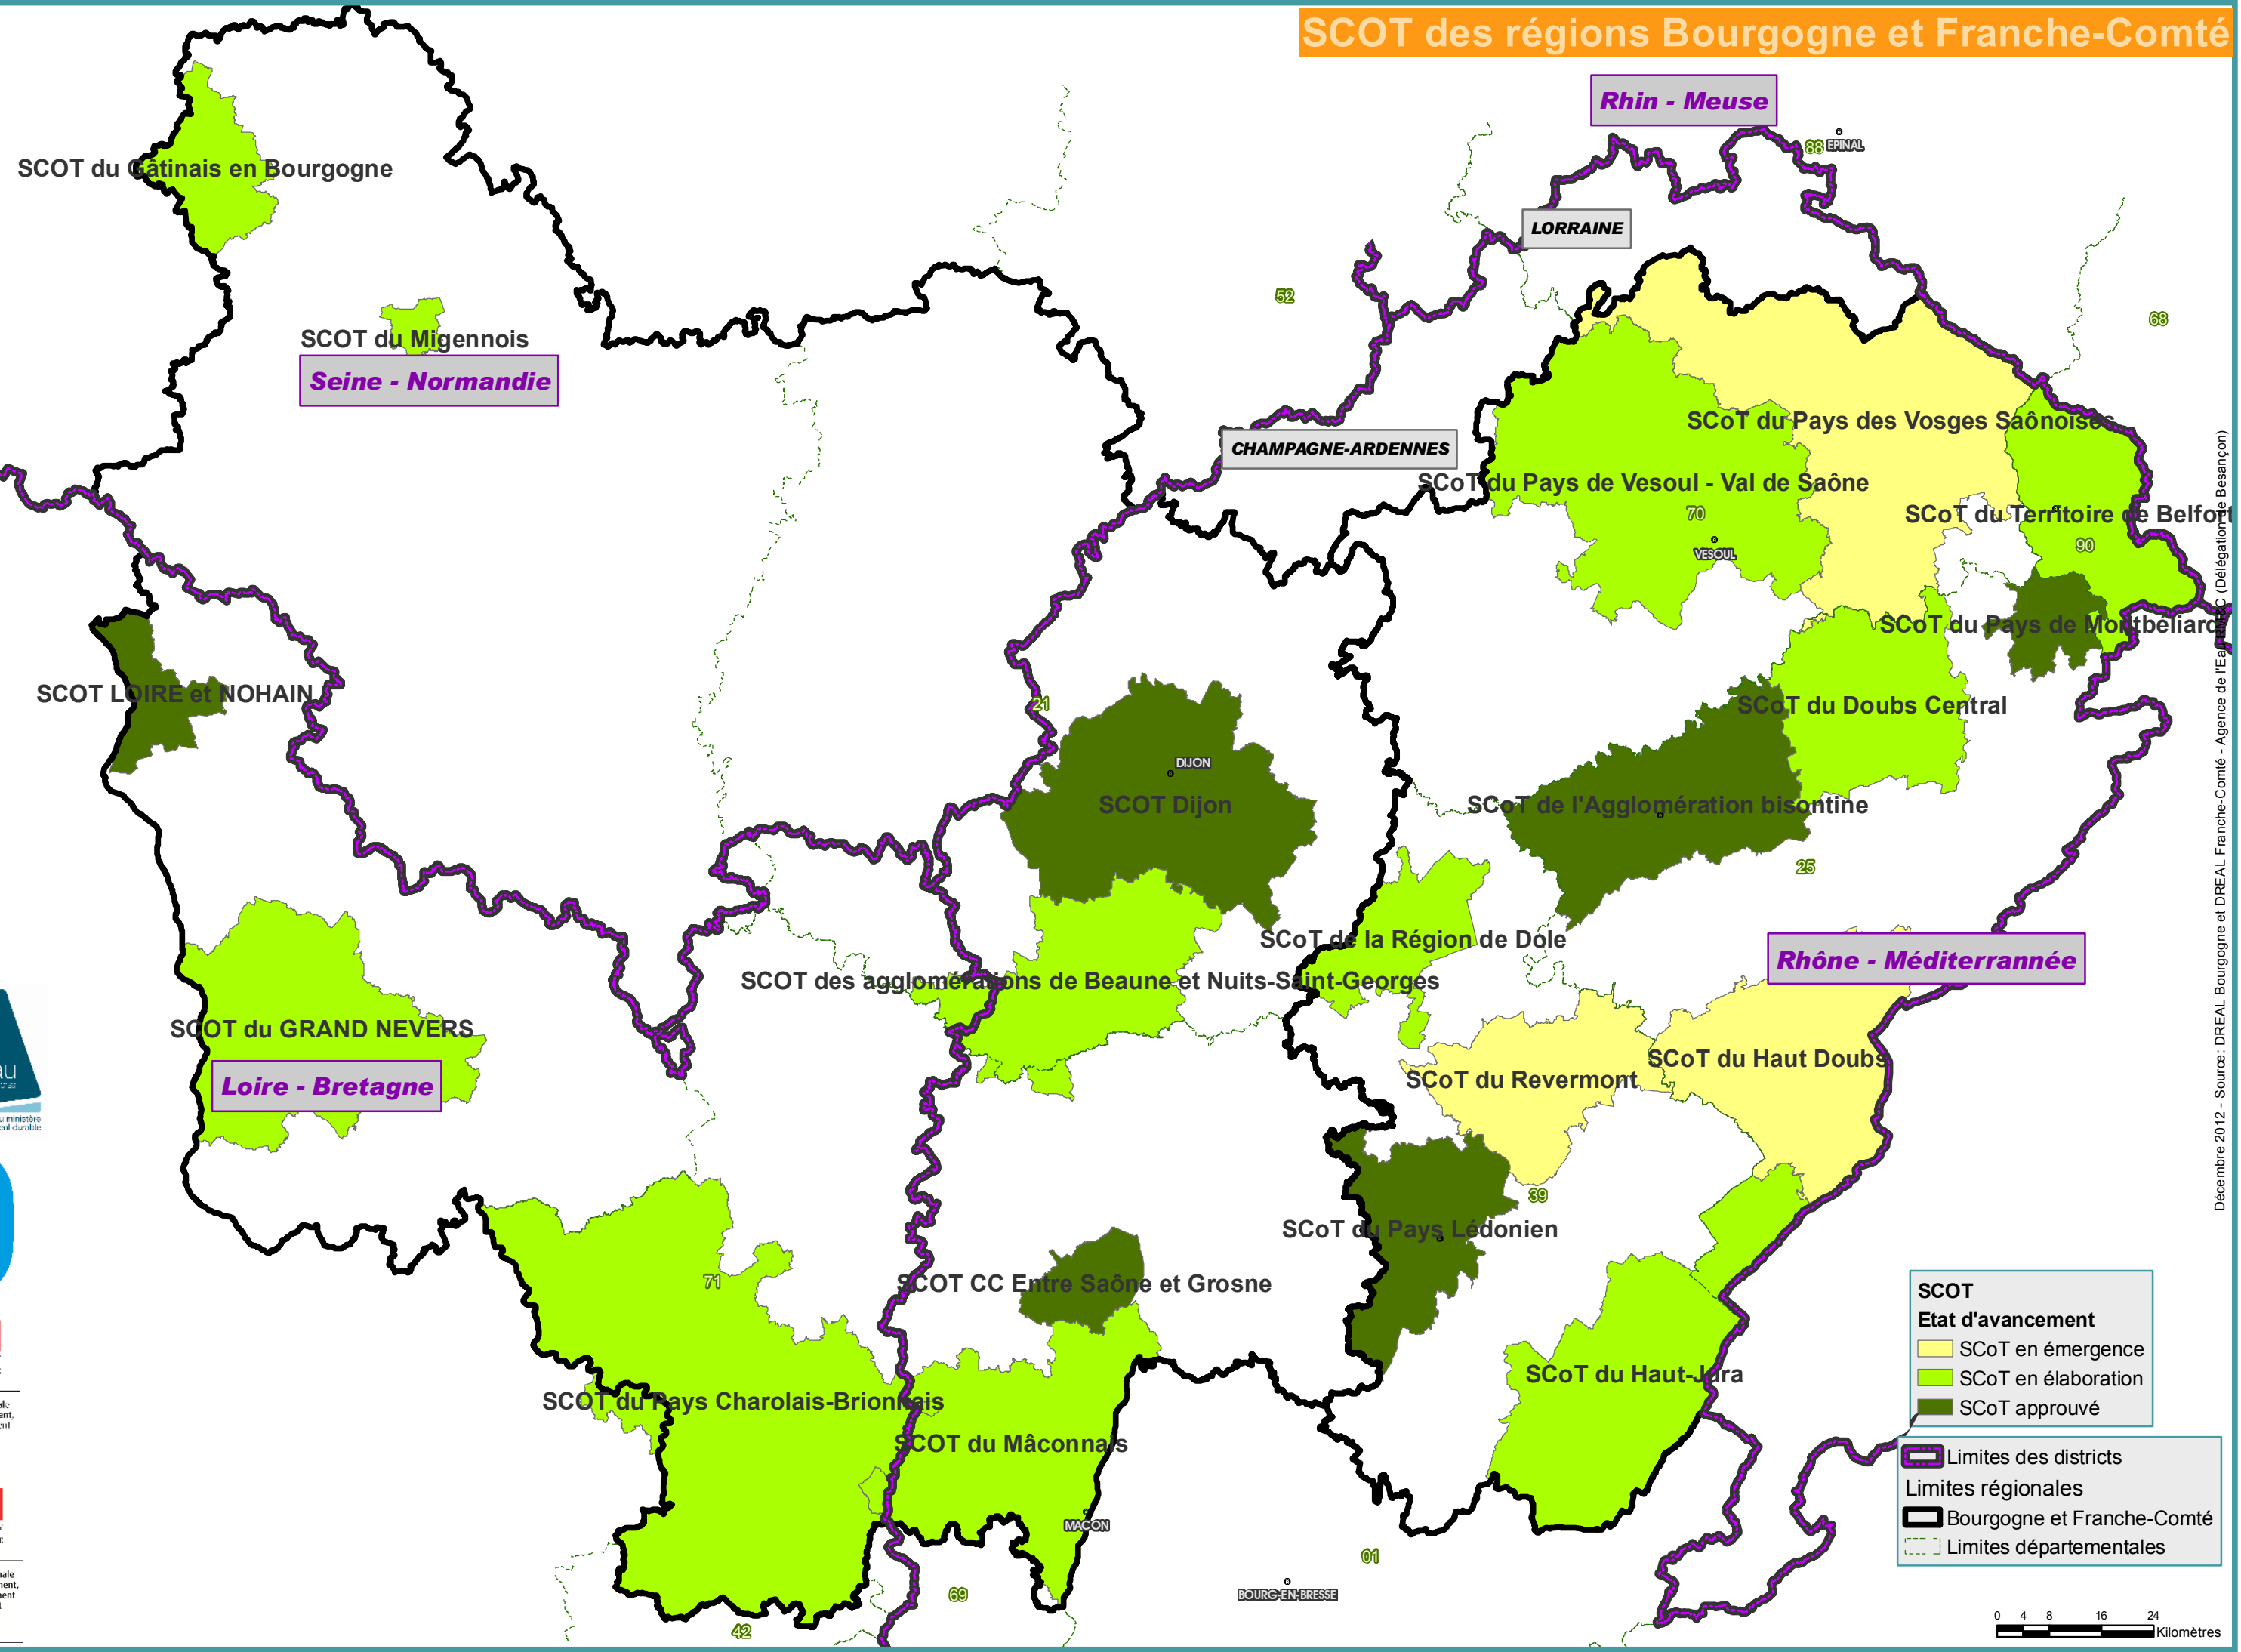 SCOT des régions Bourgogne et Franche-Comté
Rhin - Meuse
88 EPINAL
SCOT du Gâtinais en Bourgogne
LORRAINE
52
68
SCOT du Migennois
Seine - Normandie
SCoT du Pays des Vosges Saônoises
CHAMPAGNE-ARDENNES
SCoT du Pays de Vesoul - Val de Saône
70
VESOUL
SCoT du Territoire de Belfort
90
SCoT du Pays de Montbéliard
SCOT LOIRE et NOHAIN
21
SCoT du Doubs Central
DIJON
SCOT Dijon
SCoT de l'Agglomération bisontine
25
SCoT de la Région de Dole
Rhône - Méditerrannée
SCOT des agglomérations de Beaune et Nuits-Saint-Georges
SCOT du GRAND NEVERS
Loire - Bretagne
SCoT du Haut Doubs
SCoT du Revermont
39
SCoT du Pays Lédonien
71
SCOT CC Entre Saône et Grosne
SCoT du Haut-Jura
SCOT du Pays Charolais-Brionnais
SCOT du Mâconnais
MACON
01
BOURG-EN-BRESSE
69
42
SCOT
Etat d'avancement
SCoT en émergence
SCoT en élaboration
SCoT approuvé
Limites des districts
Limites régionales
Bourgogne et Franche-Comté
Limites départementales
0 4 8 16 24
Kilomètres
Décembre 2012 - Source : DREAL Bourgogne et DREAL Franche-Comté - Agence de l'Eau RM&C (Délégation de Besançon)